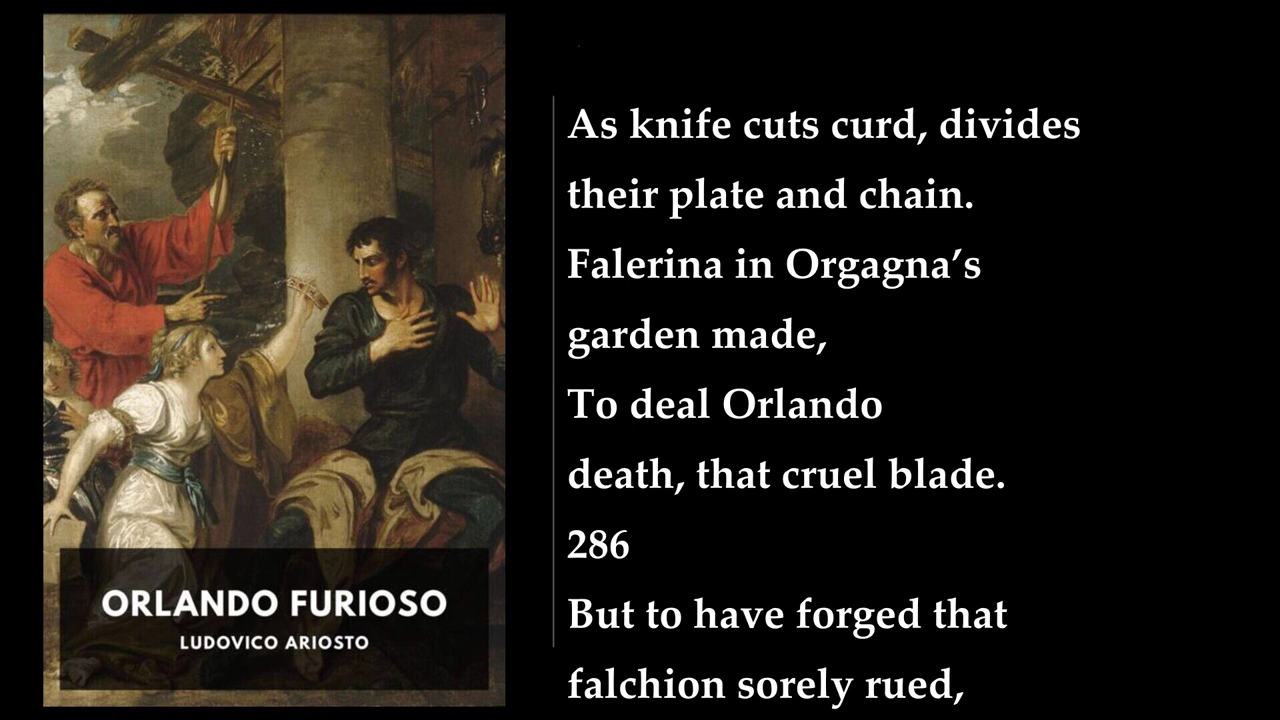 As knife cuts curd, divides
their plate and chain.
Falerina in Orgagna’s
garden made,
To deal Orlando
death, that cruel blade.
286
But to have forged that
falchion sorely rued,
ORLANDO FURIOSO
LUDOVICO ARIOSTO